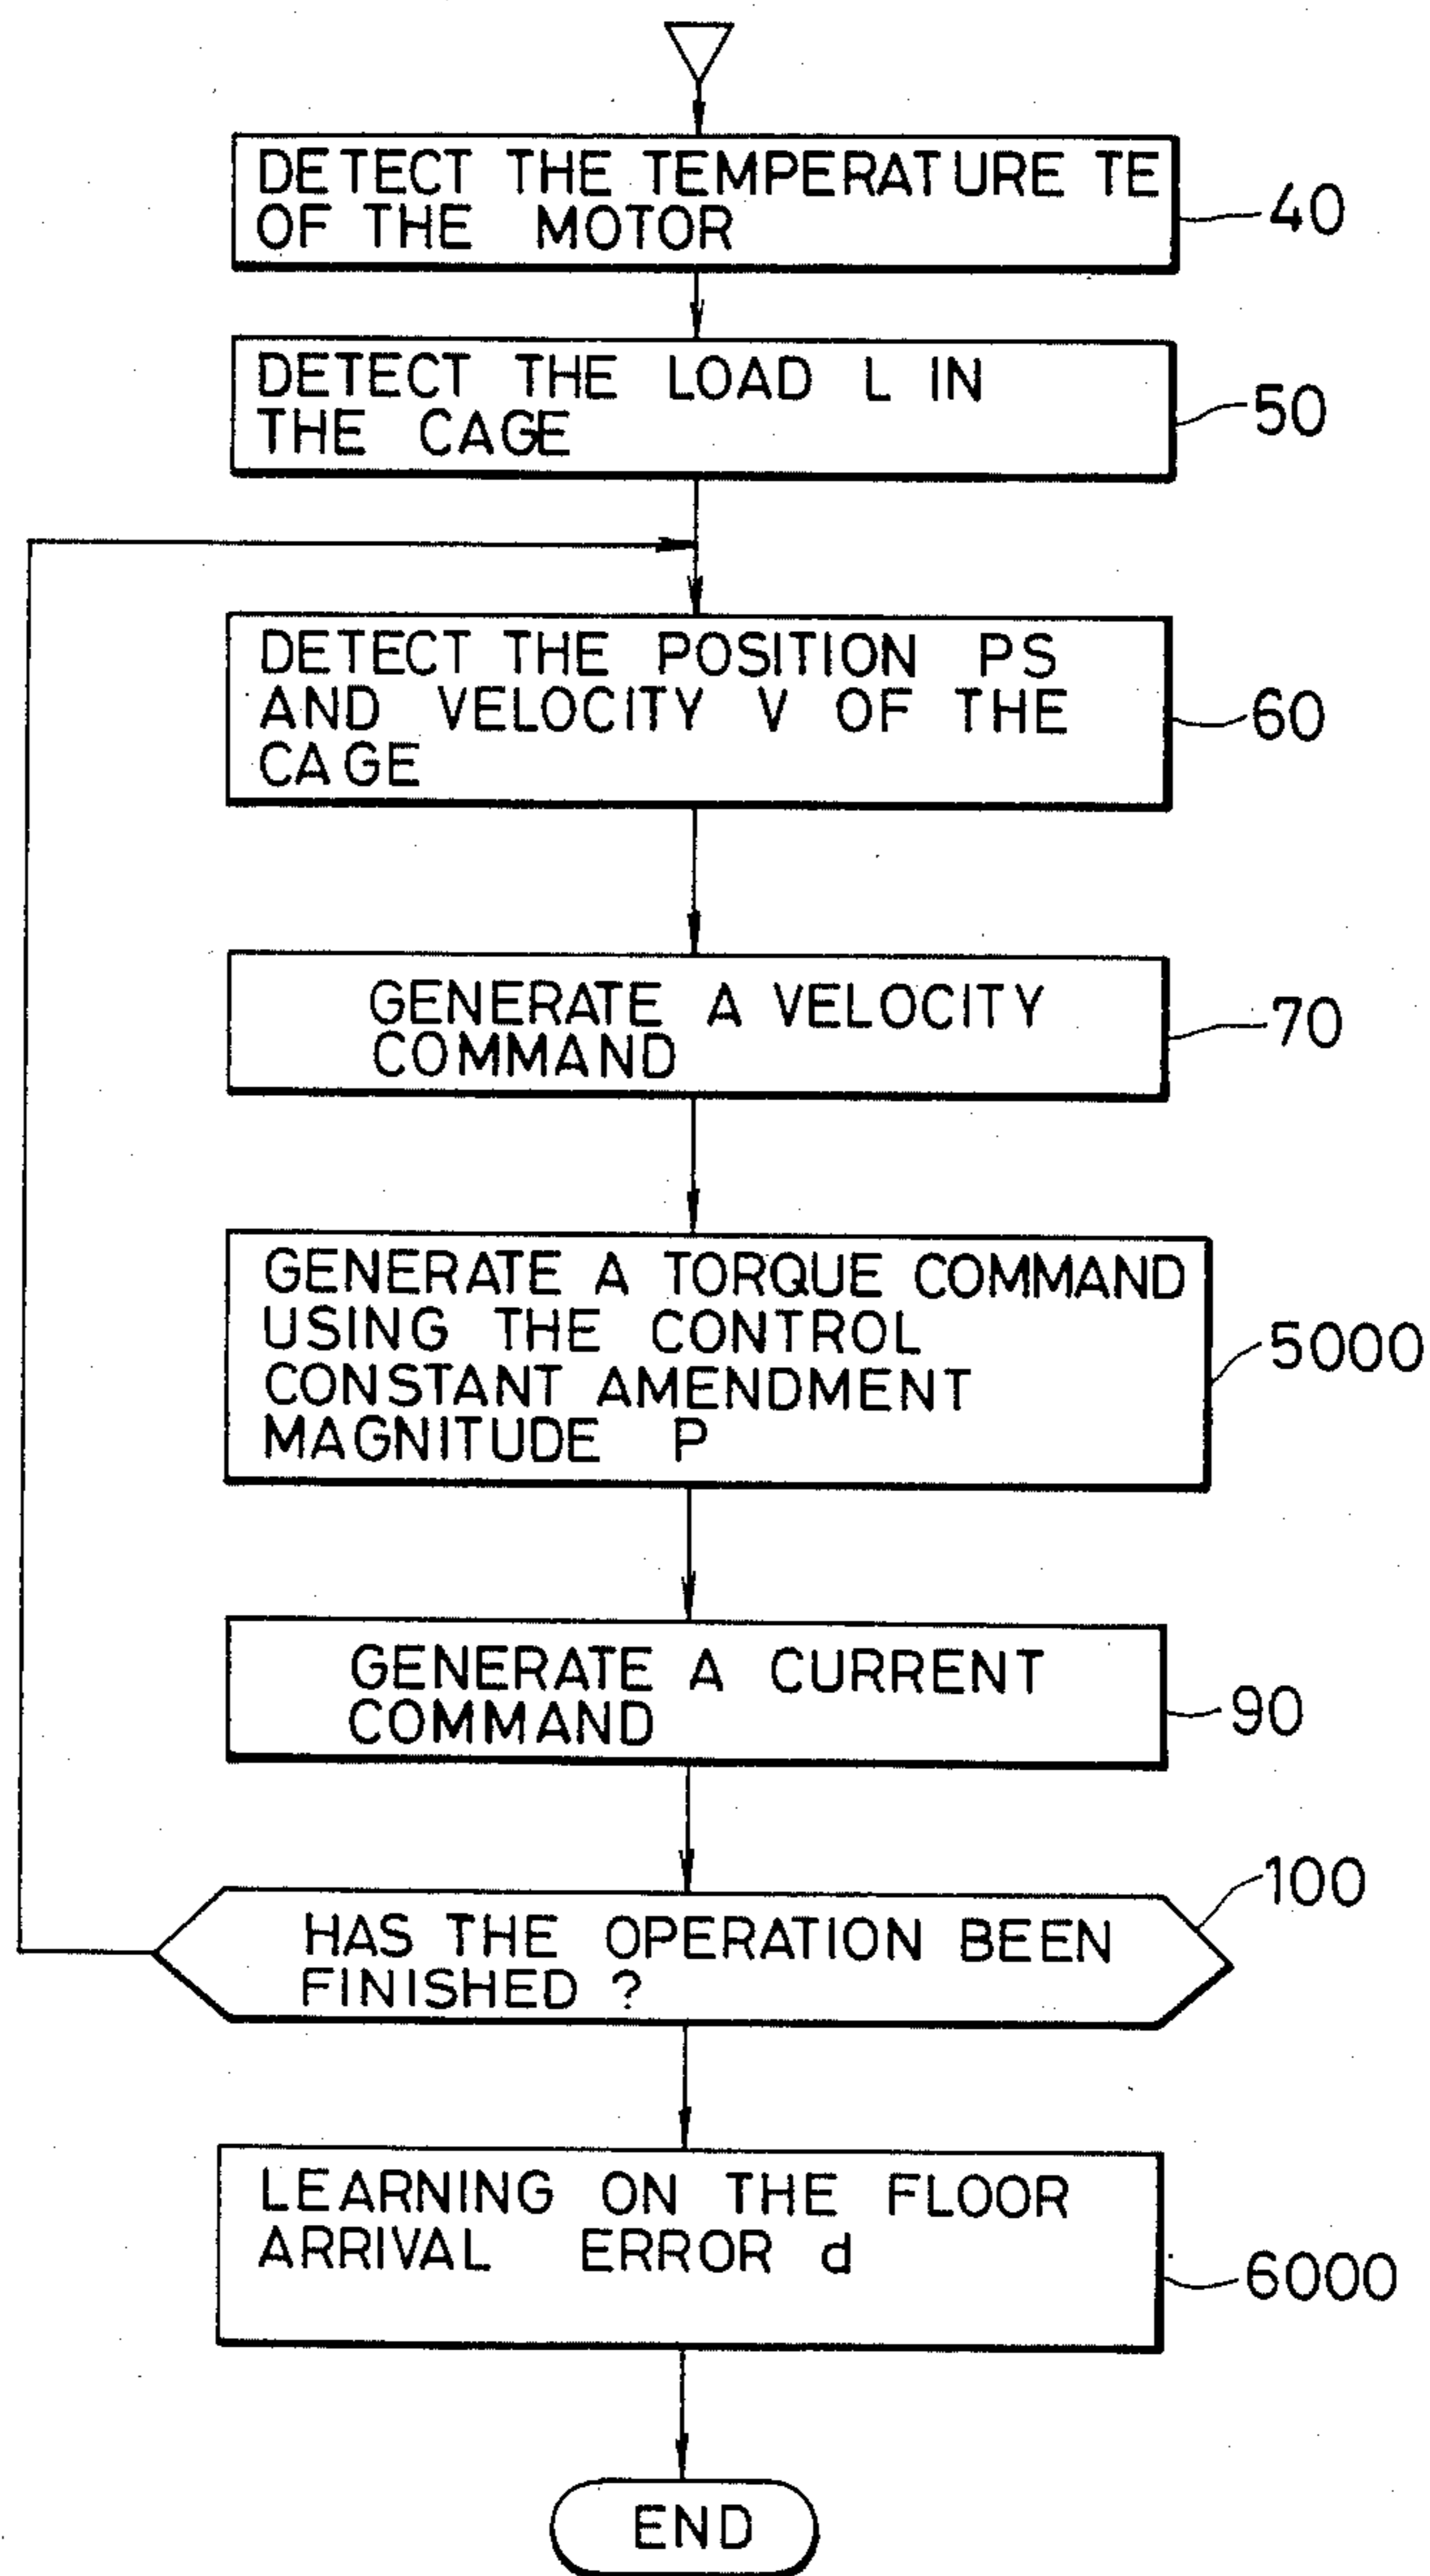 DETECT THE TEMPERATURE TE
OF THE MOTOR
40
DETECT THE LOAD L IN
THE CAGE
50
DETECT THE POSITION PS
AND VELOCITY V OF THE
CAGE
60
GENERATE A VELOCITY
COMMAND
70
GENERATE A TORQUE COMMAND
USING THE CONTROL
CONSTANT AMENDMENT
MAGNITUDE P
5000
GENERATE A CURRENT
COMMAND
90
100
HAS THE OPERATION BEEN
FINISHED ?
LEARNING ON THE FLOOR
ARRIVAL ERROR d
6000
END